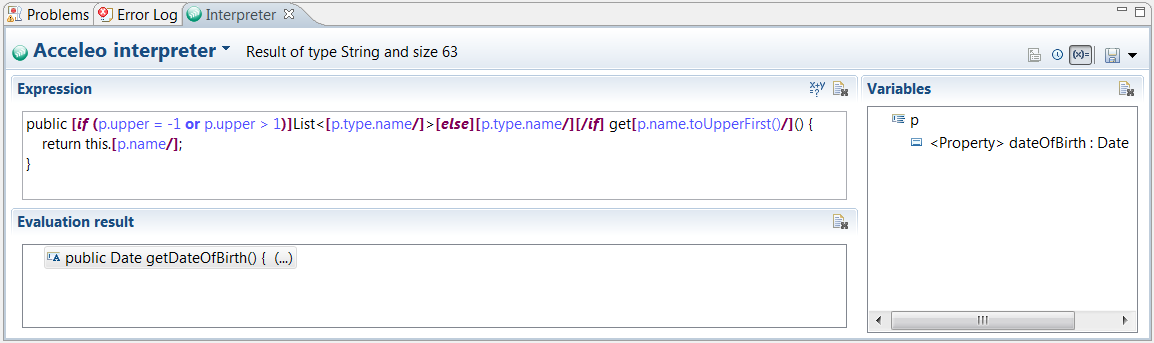 Problems Error Log Interpreter
Acceleo interpreter Result of type String and size 63
Expression
public [if (p.upper = -1 or p.upper > 1)]List<[p.type.name/]>[else][p.type.name/][/if] get[p.name.toUpperFirst()/]() {
return this.[p.name/];
}
Evaluation result
public Date getDateOfBirth() { (...)
Variables
p
<Property> dateOfBirth : Date